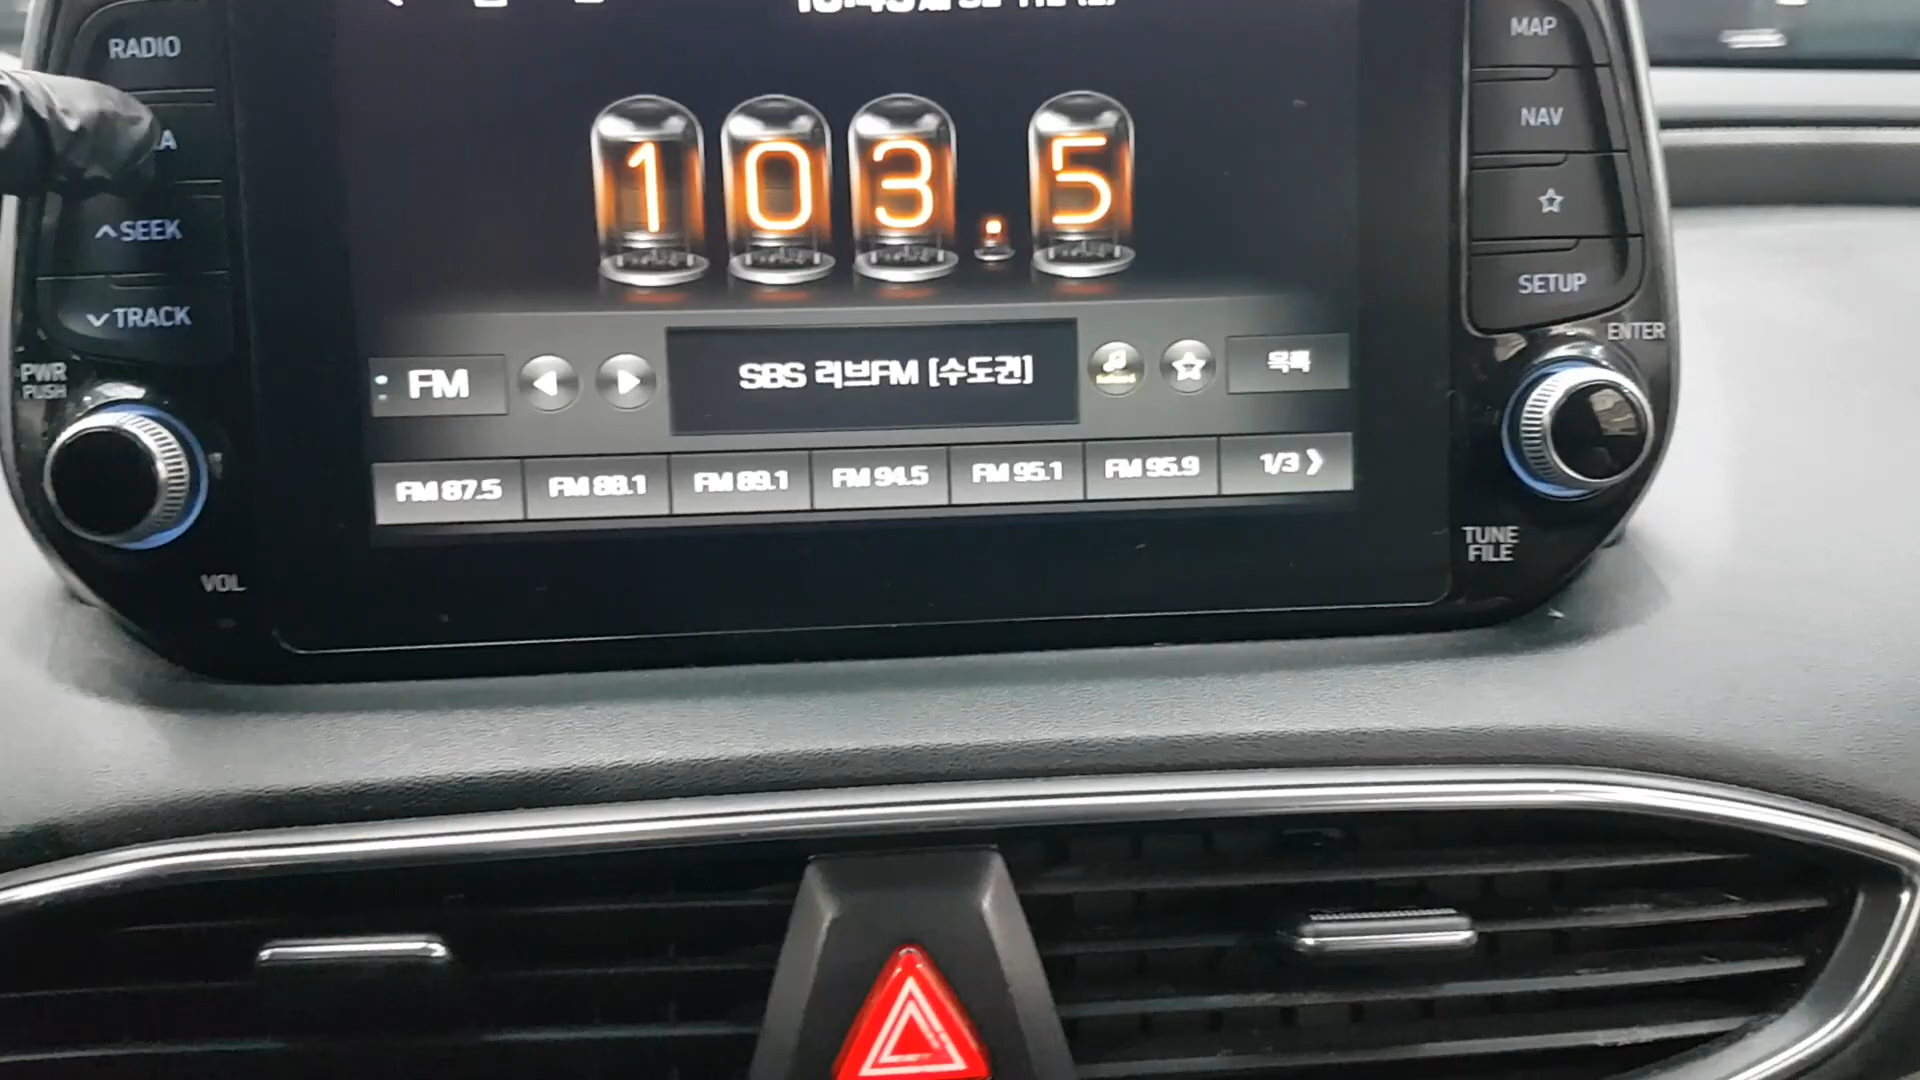 RADIO
MAP
NAV
SEEK
TRACK
SETUP
103.5
PWR
PUSH
ENTER
FM
SBS 러브FM [수도권]
목록
FM 87.5
FM 88.1
FM 89.1
FM 94.5
FM 95.1
FM 95.9
1/3
VOL
TUNE
FILE